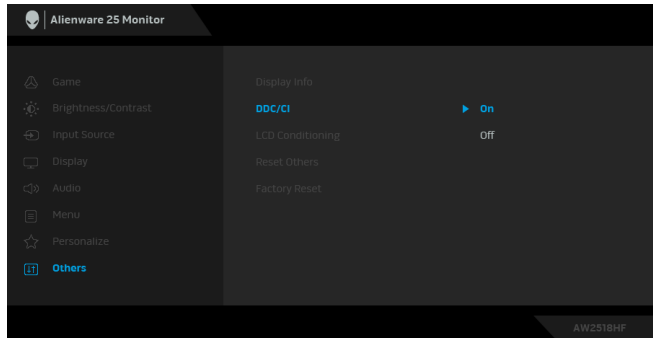 Alienware 25 Monitor
Game
Display Info
Brightness/Contrast
DDC/CI
On
Input Source
LCD Conditioning
Off
Display
Reset Others
Audio
Factory Reset
Menu
Personalize
Others
AW2518HF